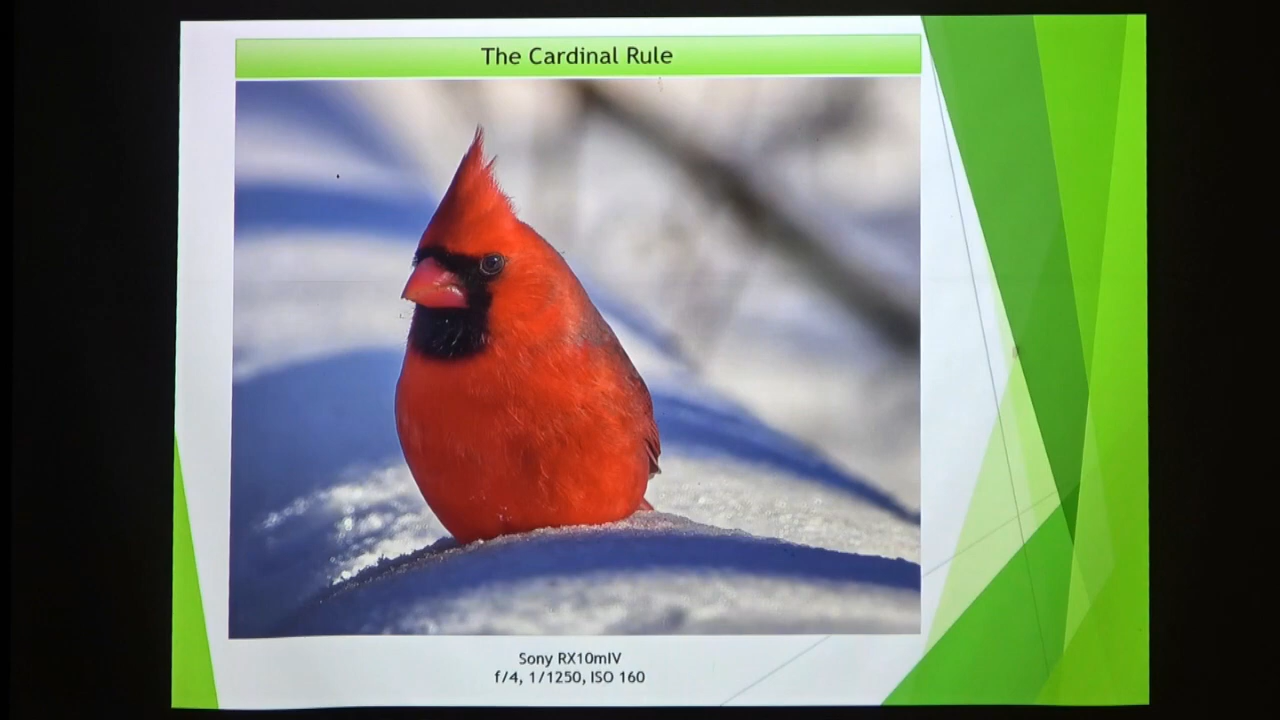 The Cardinal Rule
Sony RX10mIV
f/4, 1/1250, ISO 160